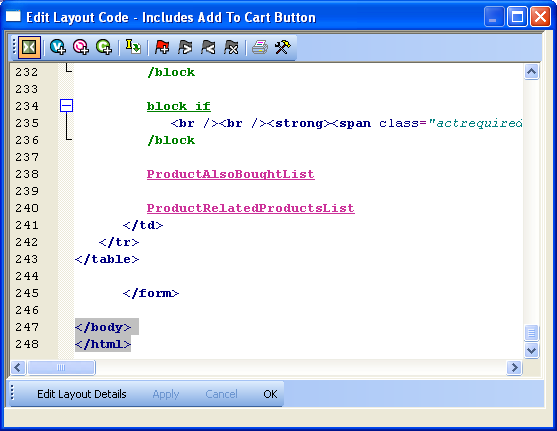 Edit Layout Code - Includes Add To Cart Button
232 /block
233
234 block if
235 <br /><br /><strong><span class="actrequired
236 /block
237
238 ProductAlsoBoughtList
239
240 ProductRelatedProductsList
241 </td>
242 </tr>
243 </table>
244
245 </form>
246
247 </body>
248 </html>
Edit Layout Details Apply Cancel OK